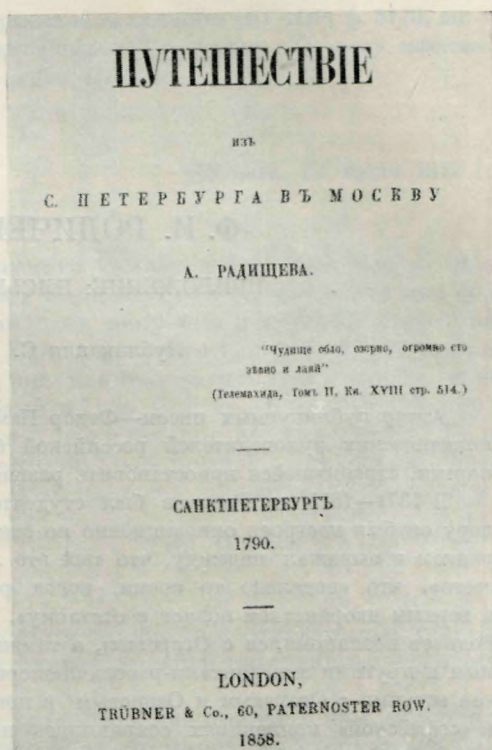 ПУТЕШЕСТВІЕ
изъ
С. ПЕТЕРБУРГА ВЪ МОСКВУ
А. РАДИЩЕВА.
"Чудище обло, озорно, огромно сто
зѣвно и лаяй"
(Телемахида, Томъ II, Кн. XVIII стр. 514.)
САНКТПЕТЕРБУРГЪ
1790.
LONDON,
TRÜBNER & Co., 60, PATERNOSTER ROW.
1858.